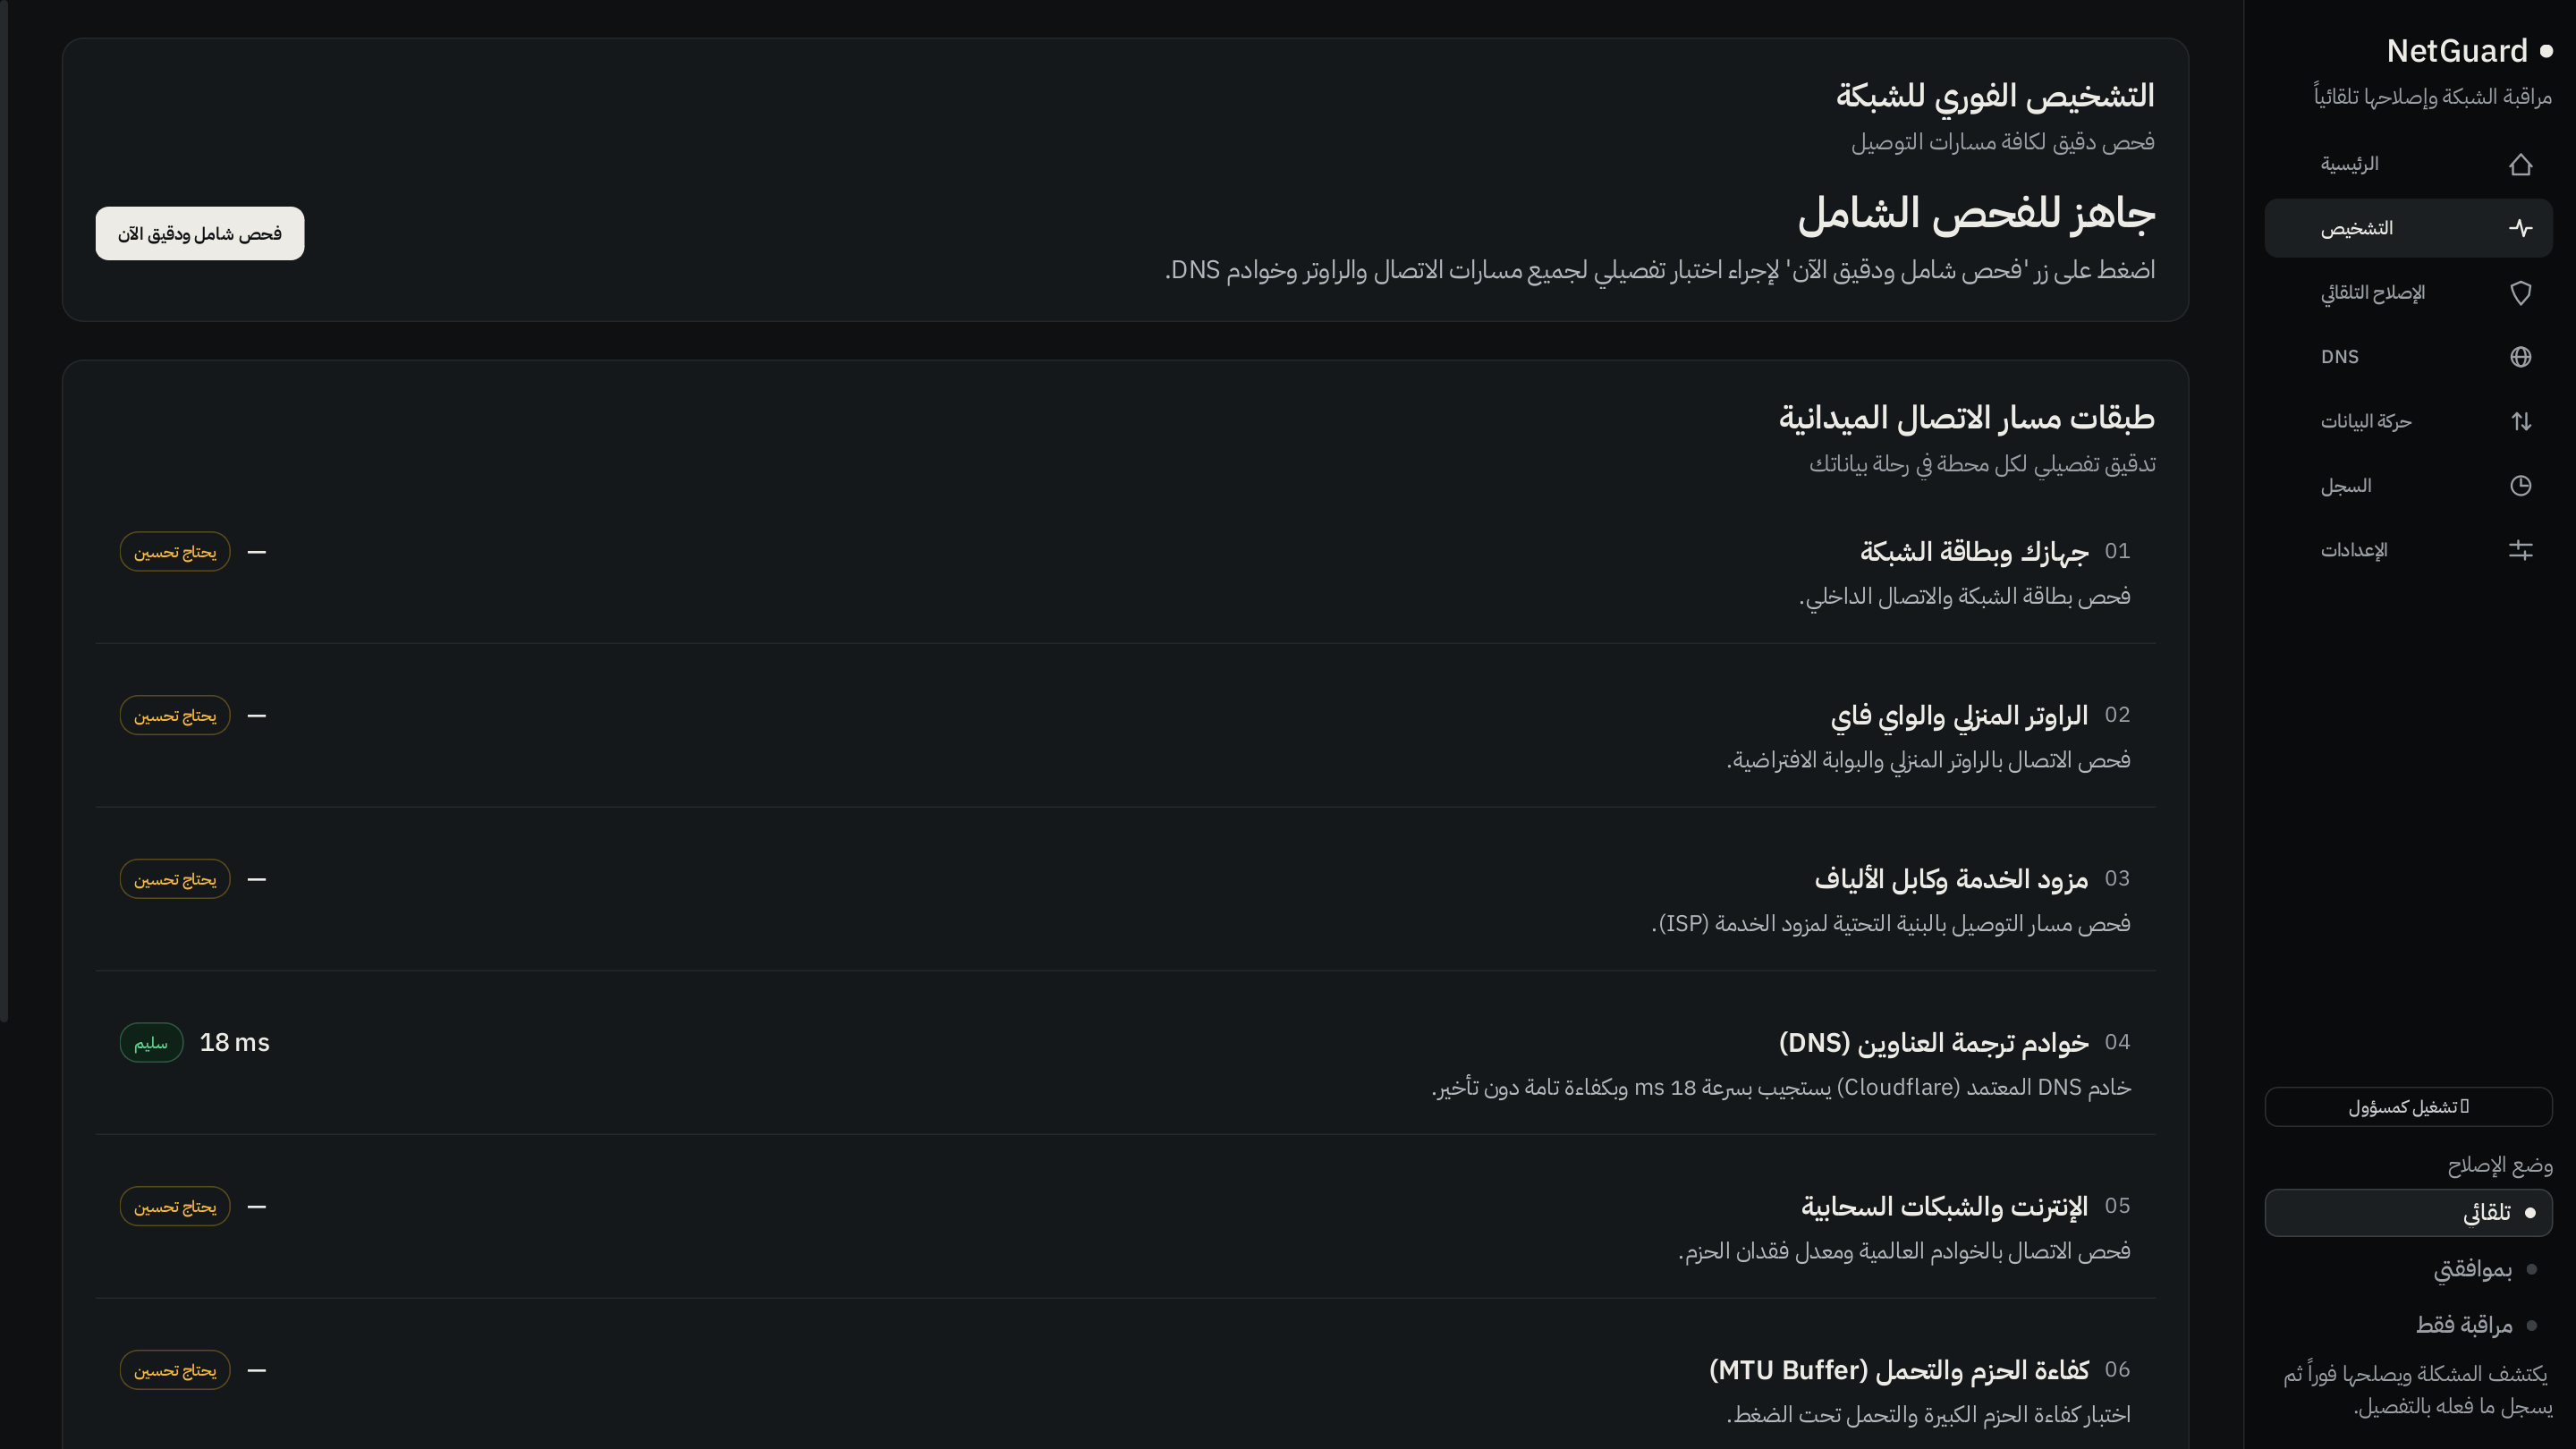 NetGuard
مراقبة الشبكة وإصلاحها تلقائياً
الرئيسية
التشخيص
الإصلاح التلقائي
DNS
حركة البيانات
السجل
الإعدادات
تشغيل كمسؤول
وضع الإصلاح
تلقائي
بموافقتي
مراقبة فقط
يكتشف المشكلة ويصلحها فوراً ثم
يسجل ما فعله بالتفصيل.
التشخيص الفوري للشبكة
فحص دقيق لكافة مسارات التوصيل
جاهز للفحص الشامل
اضغط على زر 'فحص شامل ودقيق الآن' لإجراء اختبار تفصيلي لجميع مسارات الاتصال والراوتر وخوادم DNS.
فحص شامل ودقيق الآن
طبقات مسار الاتصال الميدانية
تدقيق تفصيلي لكل محطة في رحلة بياناتك
01 جهازك وبطاقة الشبكة — يحتاج تحسين
فحص بطاقة الشبكة والاتصال الداخلي.
02 الراوتر المنزلي والواي فاي — يحتاج تحسين
فحص الاتصال بالراوتر المنزلي والبوابة الافتراضية.
03 مزود الخدمة وكابل الألياف — يحتاج تحسين
فحص مسار التوصيل بالبنية التحتية لمزود الخدمة (ISP).
04 خوادم ترجمة العناوين (DNS) 18 ms سليم
خادم DNS المعتمد (Cloudflare) يستجيب بسرعة 18 ms وبكفاءة تامة دون تأخير.
05 الإنترنت والشبكات السحابية — يحتاج تحسين
فحص الاتصال بالخوادم العالمية ومعدل فقدان الحزم.
06 كفاءة الحزم والتحمل (MTU Buffer) — يحتاج تحسين
اختبار كفاءة الحزم الكبيرة والتحمل تحت الضغط.